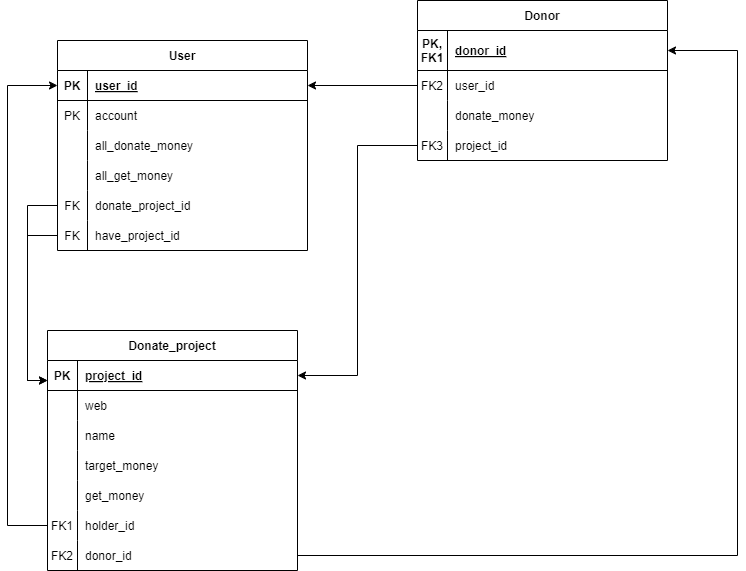 Donor
PK,
FK1
donor_id
FK2 user_id
donate_money
FK3 project_id
User
PK user_id
PK account
all_donate_money
all_get_money
FK donate_project_id
FK have_project_id
Donate_project
PK project_id
web
name
target_money
get_money
FK1 holder_id
FK2 donor_id